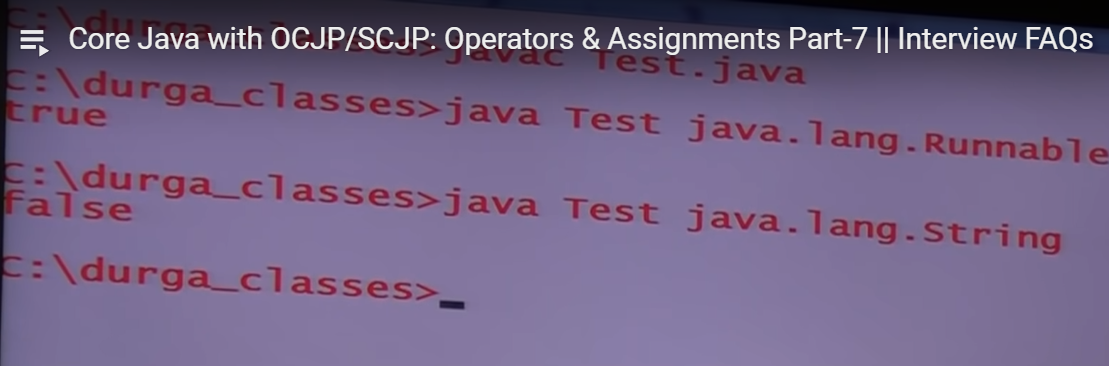 Core Java with OCJP/SCJP: Operators & Assignments Part-7 || Interview FAQs
C:\durga_classes>javac Test.java
C:\durga_classes>java Test java.lang.Runnable
true
C:\durga_classes>java Test java.lang.String
false
C:\durga_classes>